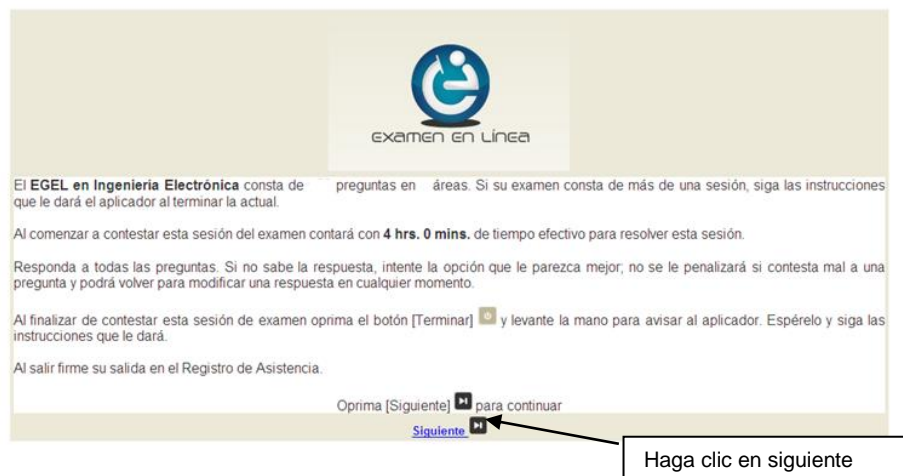 examen en Línea
El EGEL en Ingeniería Electrónica consta de preguntas en áreas. Si su examen consta de más de una sesión, siga las instrucciones
que le dará el aplicador al terminar la actual.
Al comenzar a contestar esta sesión del examen contará con 4 hrs. 0 mins. de tiempo efectivo para resolver esta sesión.
Responda a todas las preguntas. Si no sabe la respuesta, intente la opción que le parezca mejor; no se le penalizará si contesta mal a una
pregunta y podrá volver para modificar una respuesta en cualquier momento.
Al finalizar de contestar esta sesión de examen oprima el botón [Terminar] y levante la mano para avisar al aplicador. Espérelo y siga las
instrucciones que le dará.
Al salir firme su salida en el Registro de Asistencia.
Oprima [Siguiente] para continuar
Siguiente
Haga clic en siguiente